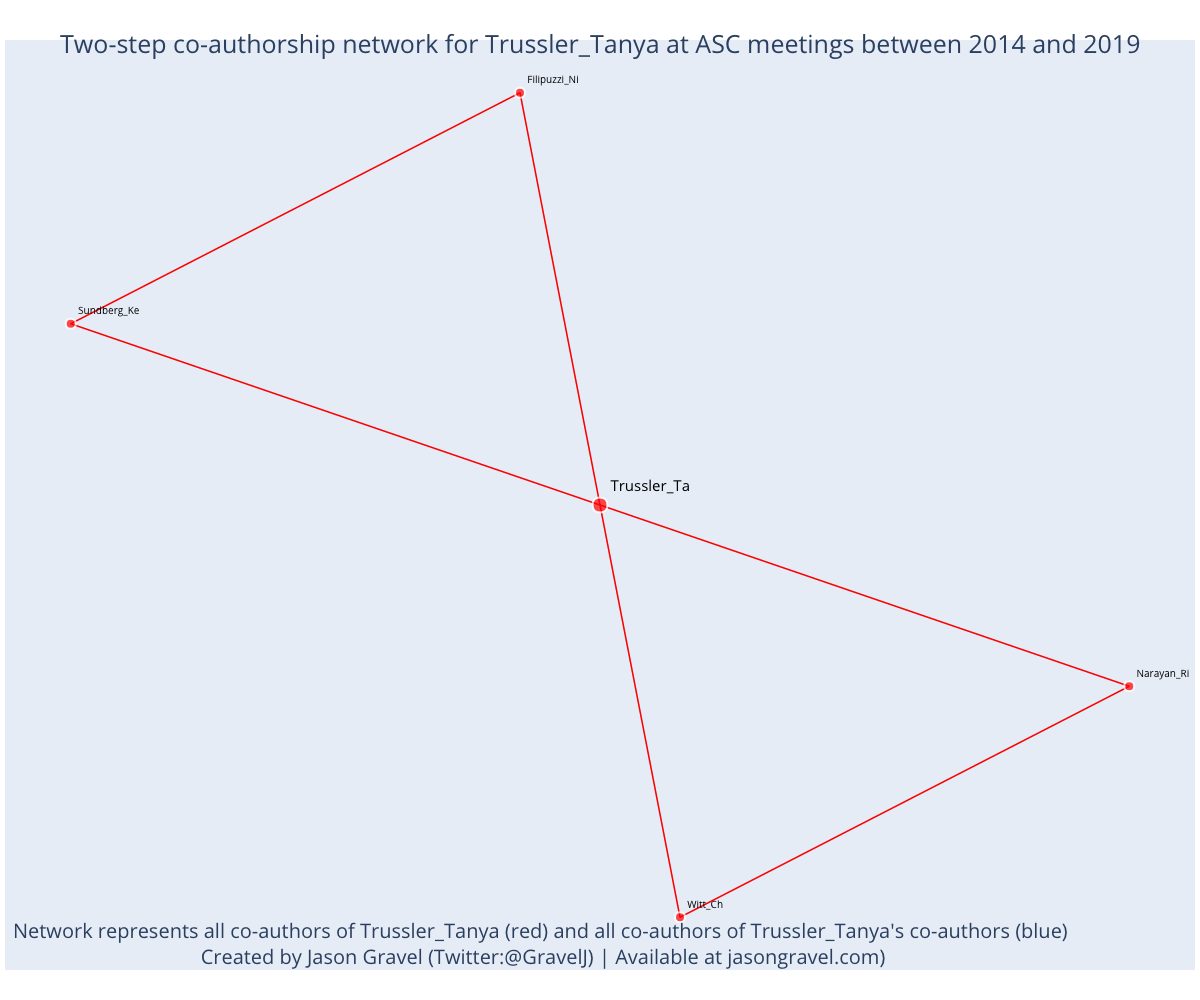 Two-step co-authorship network for Trussler_Tanya at ASC meetings between 2014 and 2019
Filipuzzi_Ni
Sundberg_Ke
Trussler_Ta
Narayan_Ri
Witt_Ch
Network represents all co-authors of Trussler_Tanya (red) and all co-authors of Trussler_Tanya's co-authors (blue)
Created by Jason Gravel (Twitter:@GravelJ) | Available at jasongravel.com)